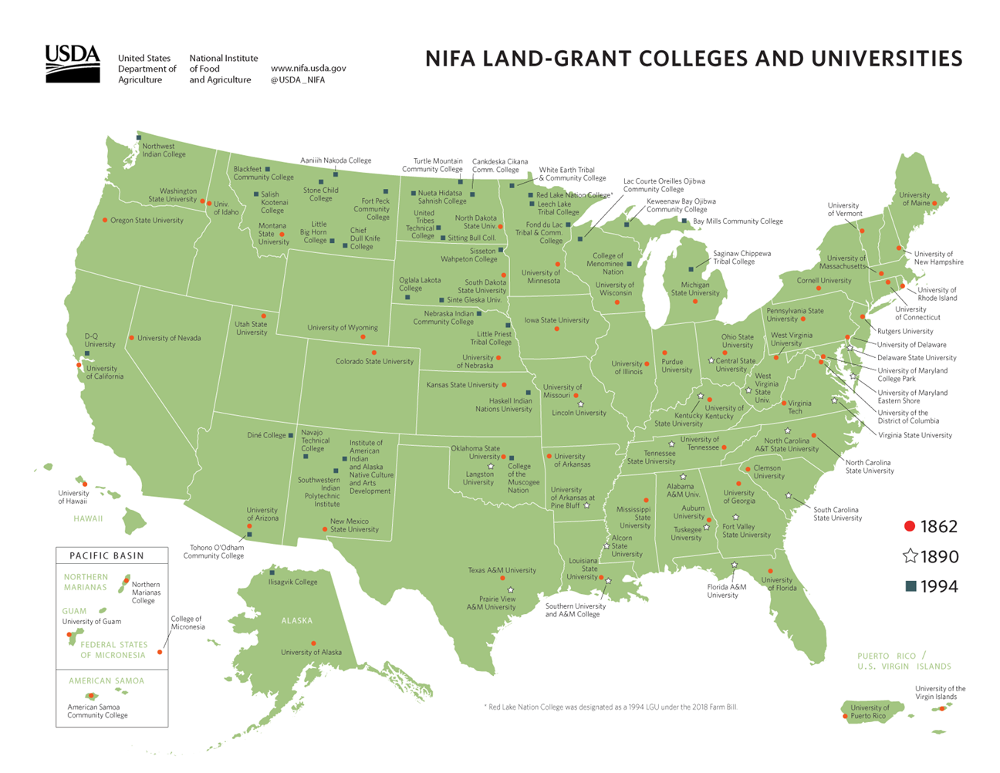 USDA
United States
Department of
Agriculture
National Institute
of Food
and Agriculture
www.nifa.usda.gov
@USDA_NIFA
NIFA LAND-GRANT COLLEGES AND UNIVERSITIES
Northwest
Indian College
Washington
State University
Univ.
of Idaho
Oregon State University
Blackfeet
Community College
Salish
Kootenai
College
Montana
State
University
Aaniiih Nakoda College
Stone Child
College
Fort Peck
Community
College
Little
Big Horn
College
Chief
Dull Knife
College
Turtle Mountain
Community College
Cankdeska Cikana
Comm. College
Nueta Hidatsa
Sahnish College
United
Tribes
Technical
College
North Dakota
State Univ.
Sitting Bull Coll.
Sisseton
Wahpeton College
South Dakota
State University
Oglala Lakota
College
Sinte Gleska Univ.
White Earth Tribal
& Community College
Red Lake Nation College*
Leech Lake
Tribal College
Fond du Lac
Tribal & Comm.
College
University of
Minnesota
Lac Courte Oreilles Ojibwa
Community College
Keweenaw Bay Ojibwa
Community College
Bay Mills Community College
College of
Menominee
Nation
University of
Wisconsin
Saginaw Chippewa
Tribal College
Michigan
State University
University of
Vermont
University
of Maine
University of
New Hampshire
University of
Massachusetts
Cornell University
University of
Rhode Island
University
of Connecticut
Pennsylvania State
University
Rutgers University
University of Delaware
Delaware State University
University of Maryland
College Park
University of Maryland
Eastern Shore
University of the
District of Columbia
Virginia State University
West Virginia
University
West
Virginia
State
Univ.
Virginia
Tech
Ohio State
University
Central State
University
Purdue
University
University
of Illinois
Iowa State University
Nebraska Indian
Community College
Little Priest
Tribal College
University
of Nebraska
University of Wyoming
Colorado State University
Utah State
University
University of Nevada
D-Q
University
University
of California
Kansas State University
Haskell Indian
Nations University
University of
Missouri
Lincoln University
Kentucky
State University
University of
Kentucky
Tennessee
State University
University of
Tennessee
North Carolina
A&T State University
North Carolina
State University
Clemson
University
South Carolina
State University
University
of Georgia
Fort Valley
State University
Alabama
A&M Univ.
Auburn
University
Tuskegee
University
Mississippi
State
University
Alcorn
State
University
Louisiana
State
University
Southern University
and A&M College
Florida A&M
University
University
of Florida
University
of Arkansas
University
of Arkansas at
Pine Bluff
Oklahoma State
University
Langston
University
College
of the
Muscogee
Nation
Texas A&M University
Prairie View
A&M University
Diné College
Navajo
Technical
College
Institute of
American
Indian
and Alaska
Native Culture
and Arts
Development
Southwestern
Indian
Polytechnic
Institute
New Mexico
State University
University
of Arizona
Tohono O'Odham
Community College
University
of Hawaii
HAWAII
PACIFIC BASIN
NORTHERN
MARIANAS
Northern
Marianas
College
GUAM
University of Guam
College of
Micronesia
FEDERAL STATES
OF MICRONESIA
AMERICAN SAMOA
American Samoa
Community College
Ilisagvik College
ALASKA
University of Alaska
1862
1890
1994
PUERTO RICO /
U.S. VIRGIN ISLANDS
University of the
Virgin Islands
University of
Puerto Rico
* Red Lake Nation College was designated as a 1994 LGU under the 2018 Farm Bill.